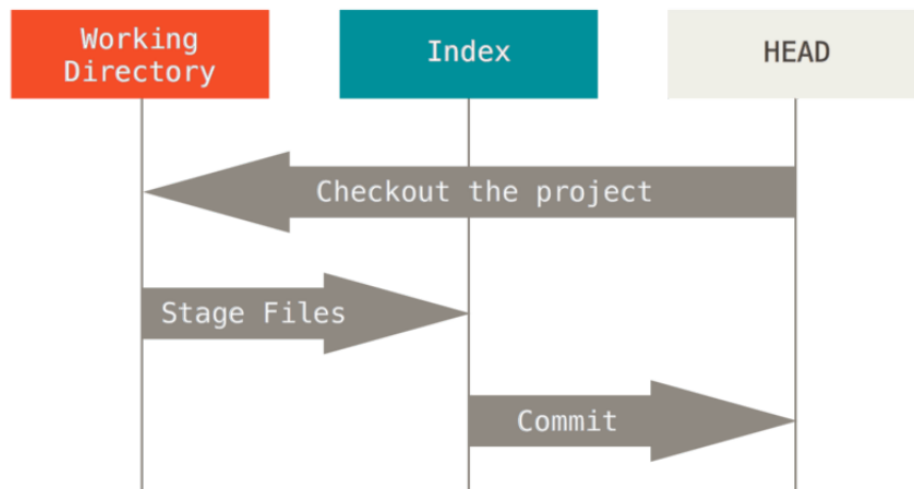 Working
Directory
Index
HEAD
Checkout the project
Stage Files
Commit